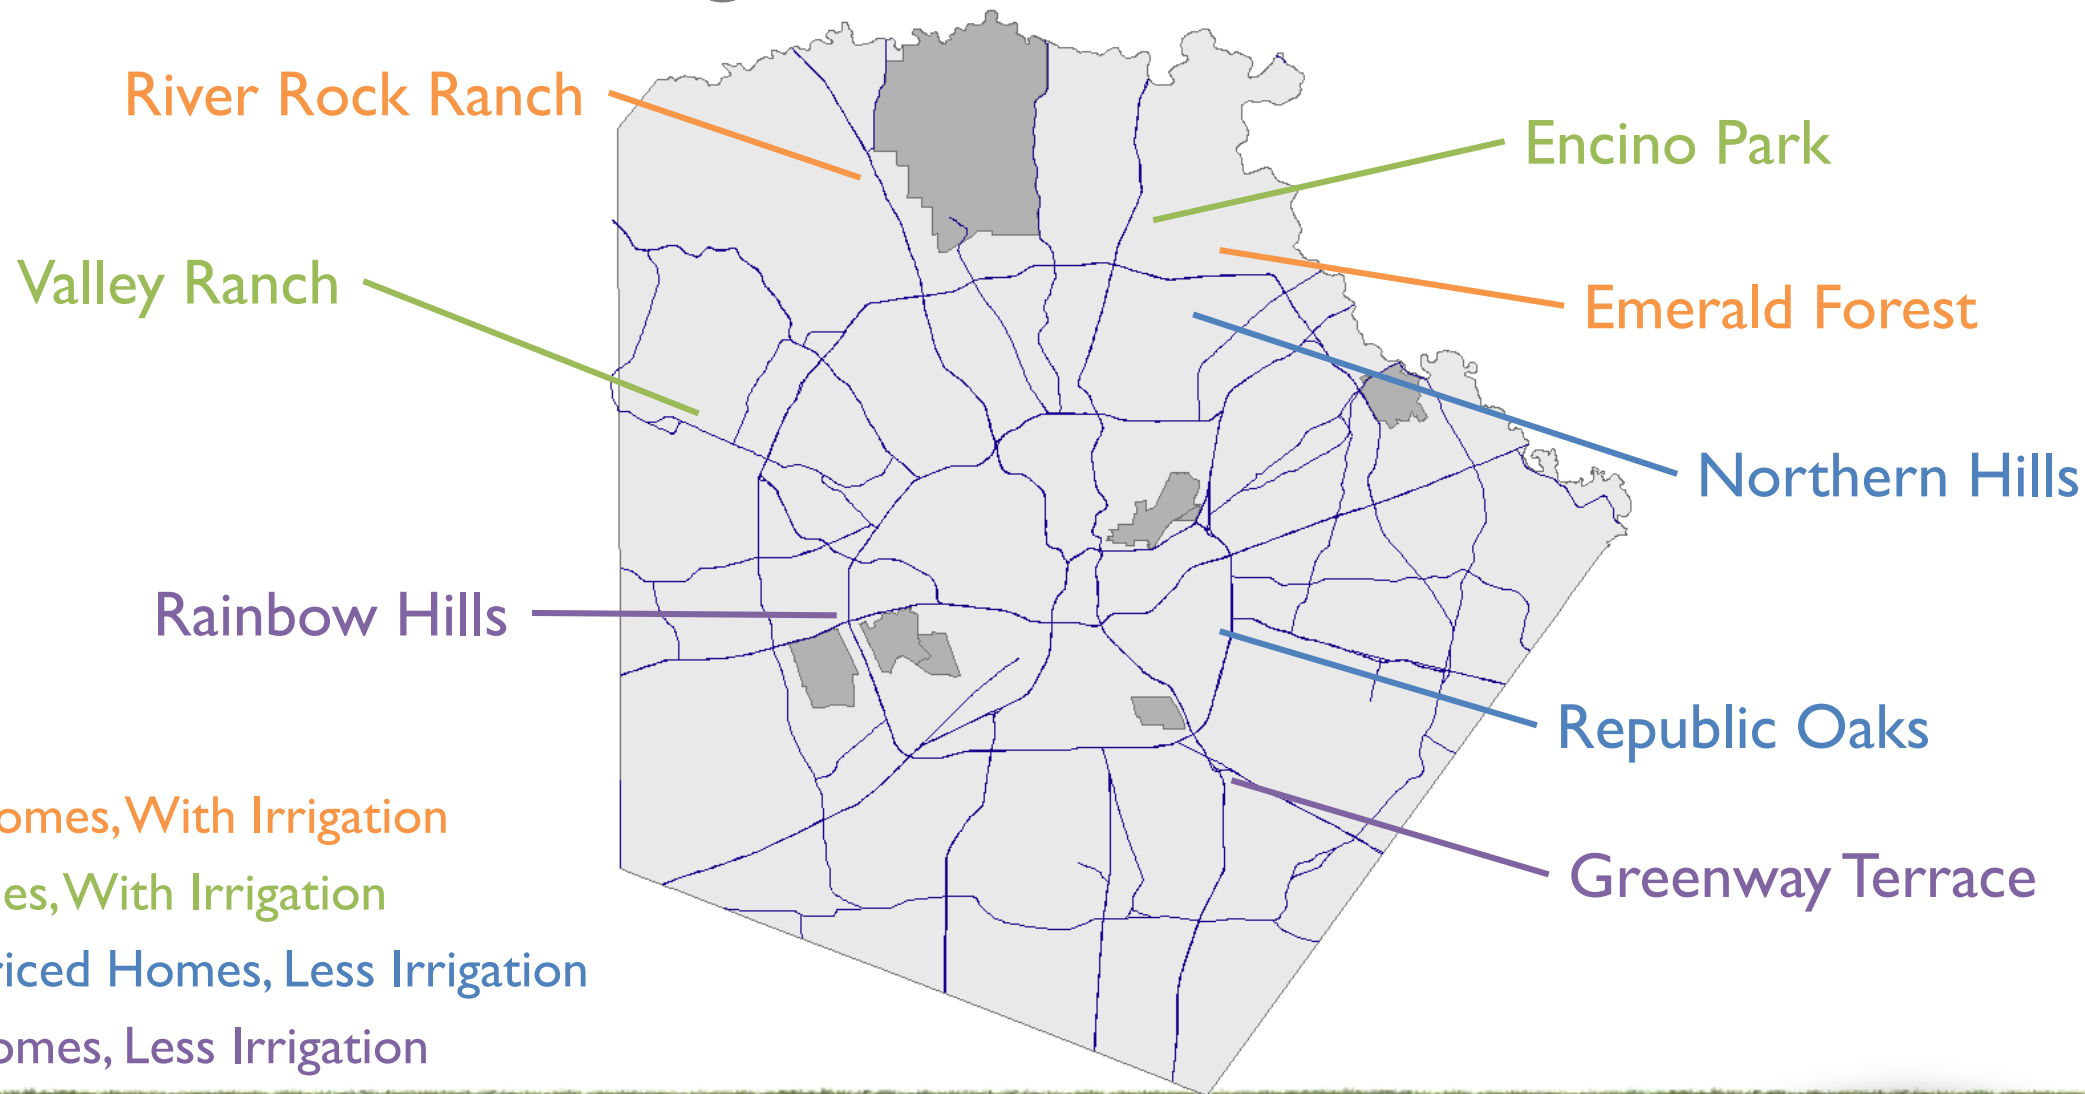 River Rock Ranch
Encino Park
Valley Ranch
Emerald Forest
Northern Hills
Rainbow Hills
Republic Oaks
omes, With Irrigation
Greenway Terrace
es, With Irrigation
riced Homes, Less Irrigation
omes, Less Irrigation